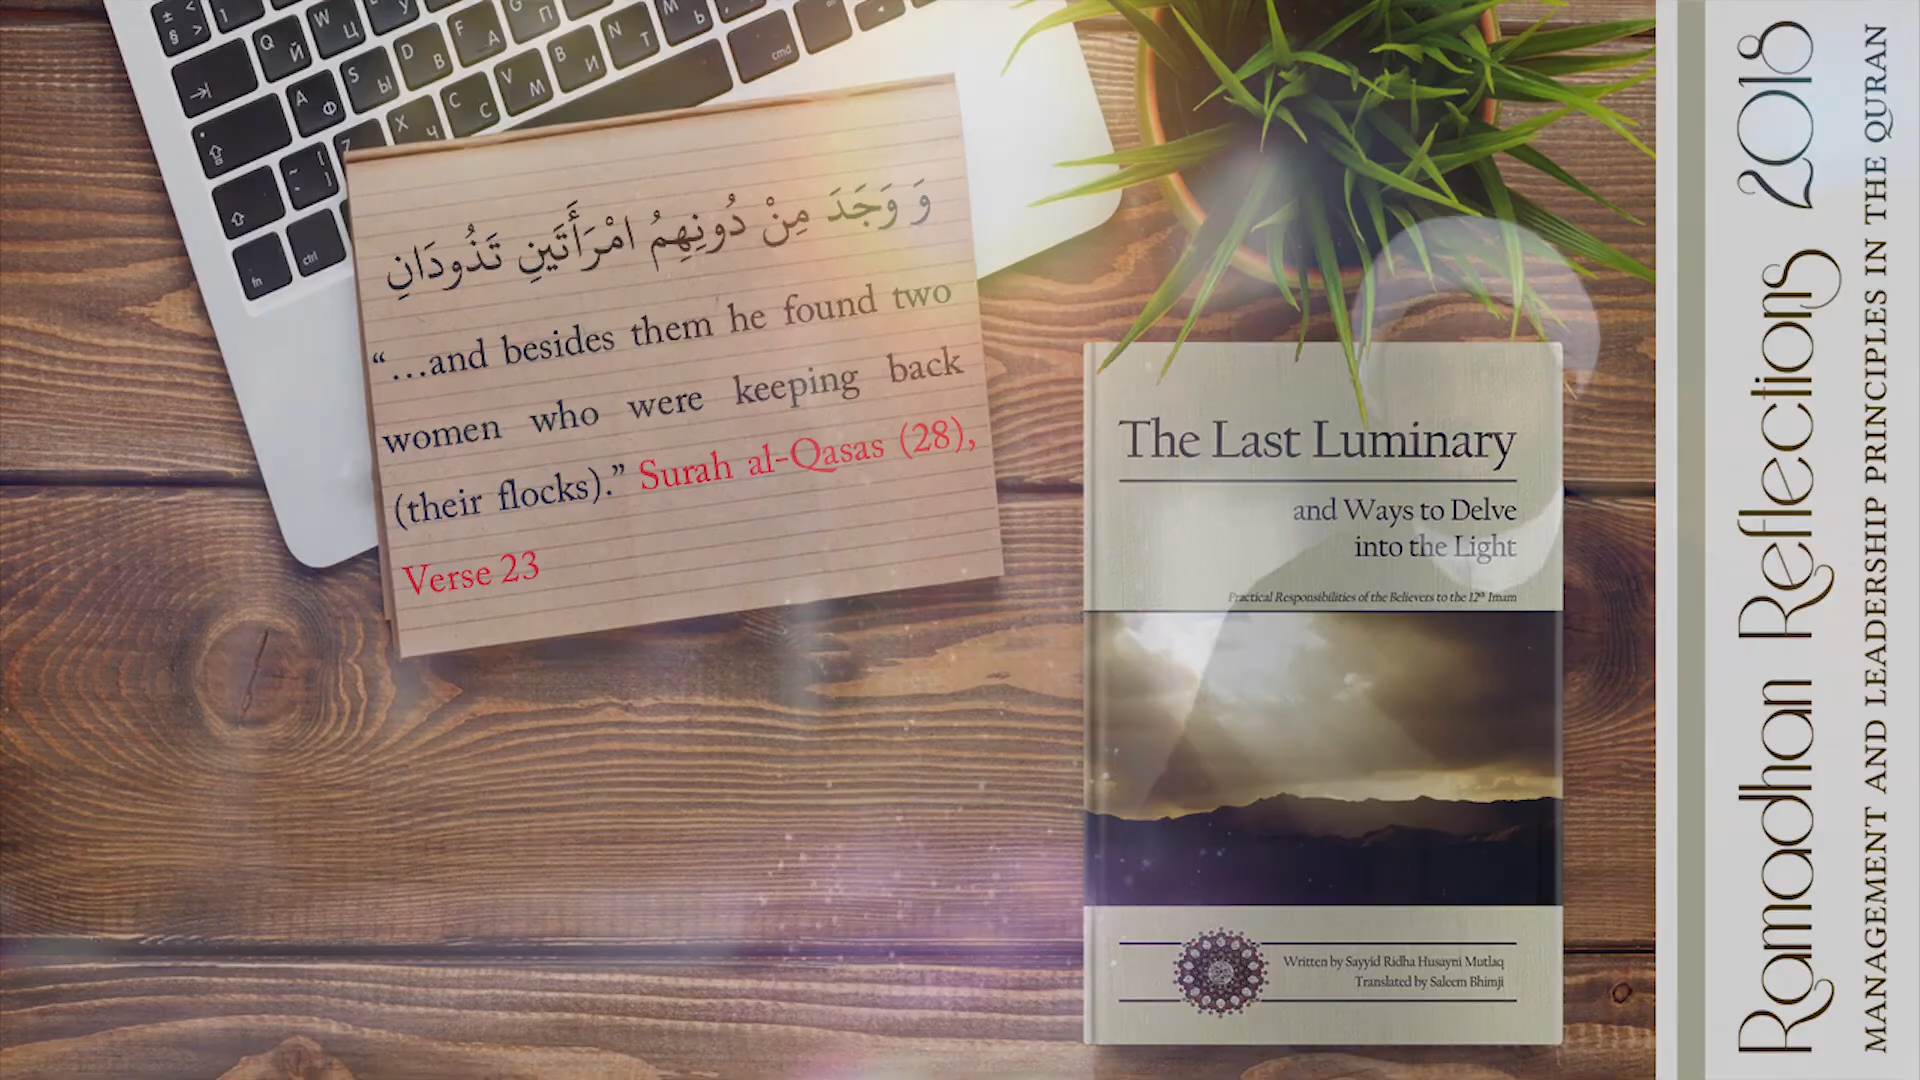 وَ وَجَدَ مِنْ دُونِهِمُ امْرَأَتَينِ تَذُودَانِ
“…and besides them he found two
women who were keeping back
(their flocks).” Surah al-Qasas (28),
Verse 23
The Last Luminary
and Ways to Delve
into the Light
Practical Responsibilities of the Believers to the 12th Imam
Written by Sayyid Ridha Husayni Mutlaq
Translated by Saleem Bhimji
Ramadhan Reflections 2018
MANAGEMENT AND LEADERSHIP PRINCIPLES IN THE QURAN